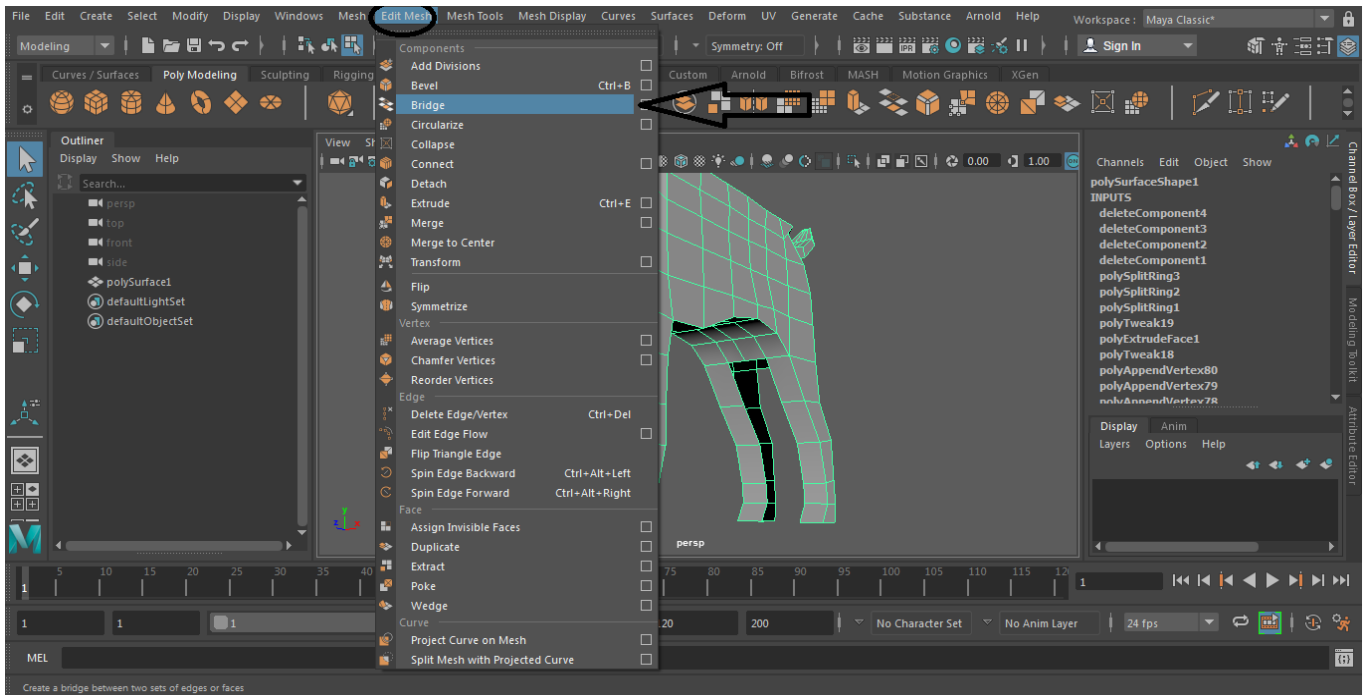 File Edit Create Select Modify Display Windows Mesh Edit Mesh Mesh Tools Mesh Display Curves Surfaces Deform UV Generate Cache Substance Arnold Help Workspace : Maya Classic*
Modeling Symmetry: Off Sign In
Curves / Surfaces Poly Modeling Sculpting Rigging Custom Arnold Bifrost MASH Motion Graphics XGen
Components
Add Divisions
Bevel Ctrl+B
Bridge
Circularize
Collapse
Connect
Detach
Extrude Ctrl+E
Merge
Merge to Center
Transform
Flip
Symmetrize
Vertex
Average Vertices
Chamfer Vertices
Reorder Vertices
Edge
Delete Edge/Vertex Ctrl+Del
Edit Edge Flow
Flip Triangle Edge
Spin Edge Backward Ctrl+Alt+Left
Spin Edge Forward Ctrl+Alt+Right
Face
Assign Invisible Faces
Duplicate
Extract
Poke
Wedge
Curve
Project Curve on Mesh
Split Mesh with Projected Curve
Outliner
Display Show Help
Search...
persp
top
front
side
polySurface1
defaultLightSet
defaultObjectSet
View Sh
0.00 1.00
y
z x
persp
Channels Edit Object Show
polySurfaceShape1
INPUTS
deleteComponent4
deleteComponent3
deleteComponent2
deleteComponent1
polySplitRing3
polySplitRing2
polySplitRing1
polyTweak19
polyExtrudeFace1
polyTweak18
polyAppendVertex80
polyAppendVertex79
polyAppendVertex78
Display Anim
Layers Options Help
Channel Box / Layer Editor
Modeling Toolkit
Attribute Editor
5 10 15 20 25 30 35 40 75 80 85 90 95 100 105 110 115 12
1 1
1 1 1 20 200 No Character Set No Anim Layer 24 fps
MEL
Create a bridge between two sets of edges or faces